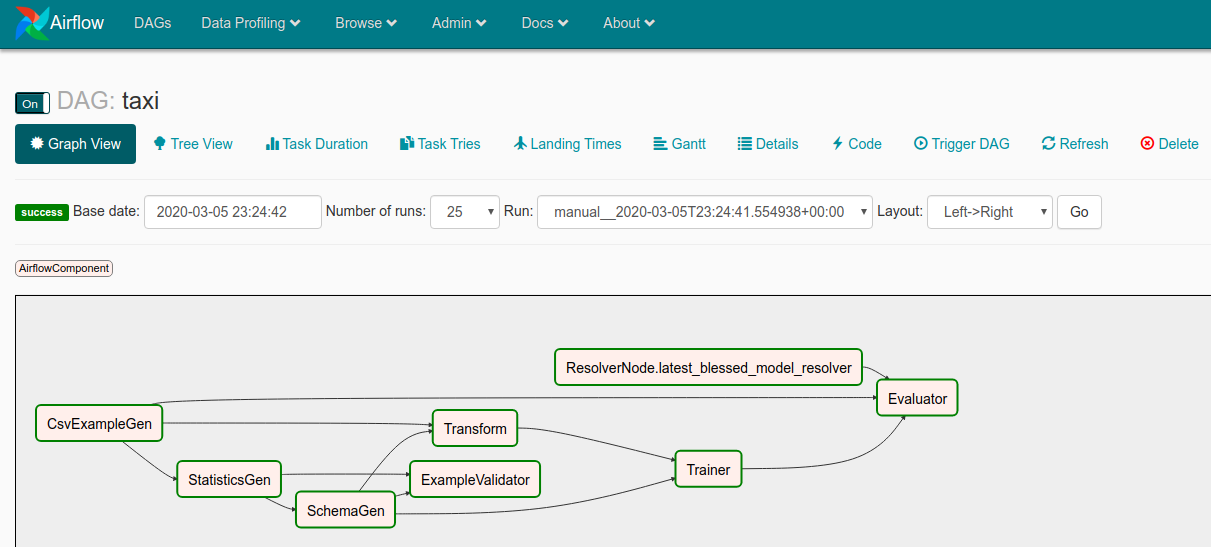 Airflow DAGs Data Profiling Browse Admin Docs About
On DAG: taxi
Graph View Tree View Task Duration Task Tries Landing Times Gantt Details Code Trigger DAG Refresh Delete
success Base date: 2020-03-05 23:24:42 Number of runs: 25 Run: manual__2020-03-05T23:24:41.554938+00:00 Layout: Left->Right Go
AirflowComponent
ResolverNode.latest_blessed_model_resolver
Evaluator
CsvExampleGen
Transform
Trainer
StatisticsGen
ExampleValidator
SchemaGen